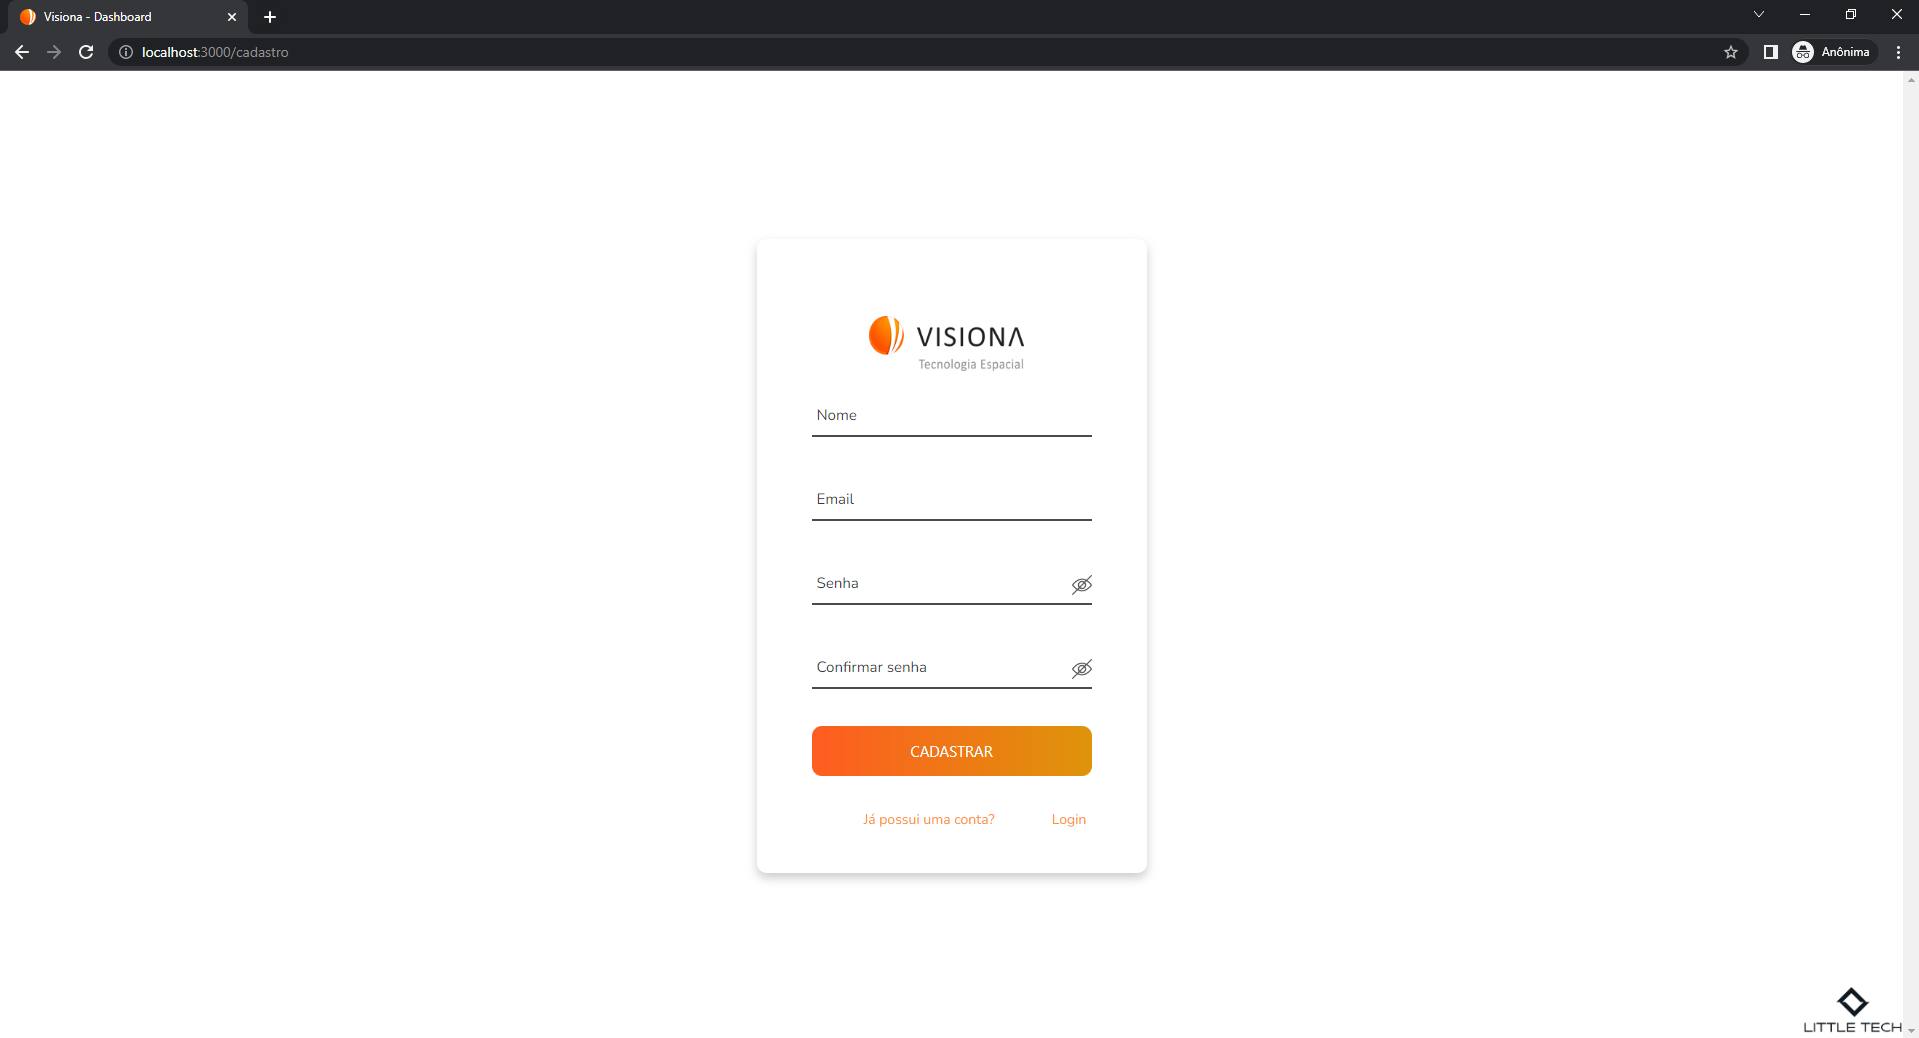 Visiona - Dashboard
localhost:3000/cadastro
Anônima
VISIONA
Tecnologia Espacial
Nome
Email
Senha
Confirmar senha
CADASTRAR
Já possui uma conta? Login
LITTLE TECH